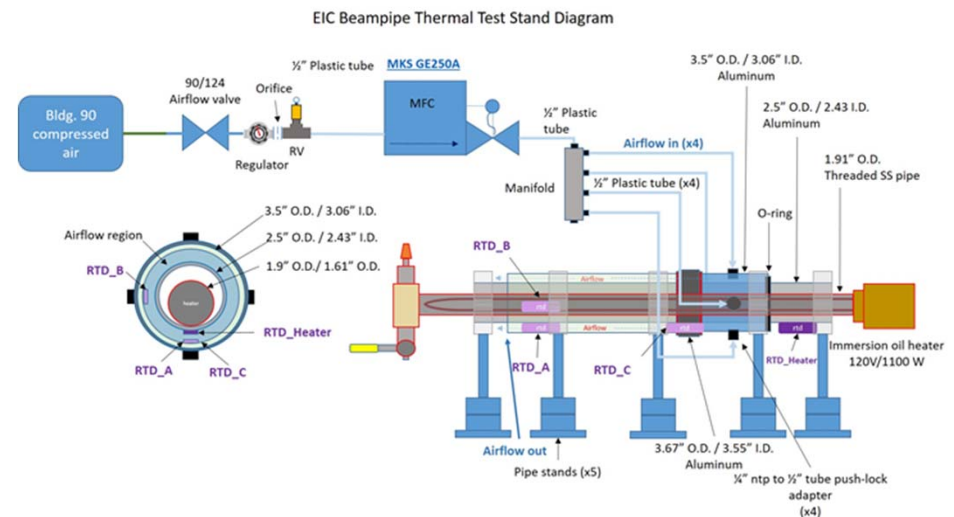 EIC Beampipe Thermal Test Stand Diagram
Bldg. 90
compressed
air
90/124
Airflow valve
Orifice
Regulator
RV
½” Plastic tube
MKS GE250A
MFC
½” Plastic
tube
Manifold
Airflow in (x4)
½” Plastic tube (x4)
3.5” O.D. / 3.06” I.D.
Aluminum
2.5” O.D. / 2.43 I.D.
Aluminum
1.91” O.D.
Threaded SS pipe
O-ring
Airflow region
3.5” O.D. / 3.06” I.D.
2.5” O.D. / 2.43” I.D.
1.9” O.D./ 1.61” O.D.
RTD_B
heater
RTD_Heater
RTD_A
RTD_C
RTD_B
Airflow
rtd
rtd
Airflow
rtd
rtd
RTD_A
RTD_C
RTD_Heater
Immersion oil heater
120V/1100 W
Airflow out
Pipe stands (x5)
3.67” O.D. / 3.55” I.D.
Aluminum
¼” ntp to ½” tube push-lock
adapter
(x4)